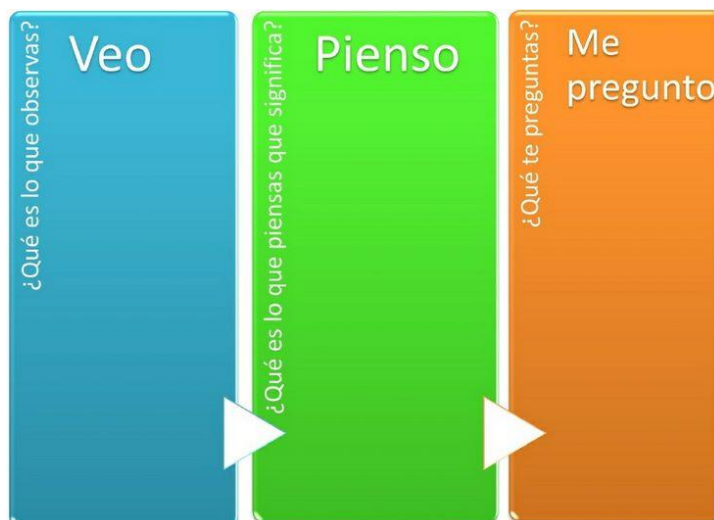 ¿Qué es lo que observas?
Veo
¿Qué es lo que piensas que significa?
Pienso
¿Qué te preguntas?
Me
pregunto